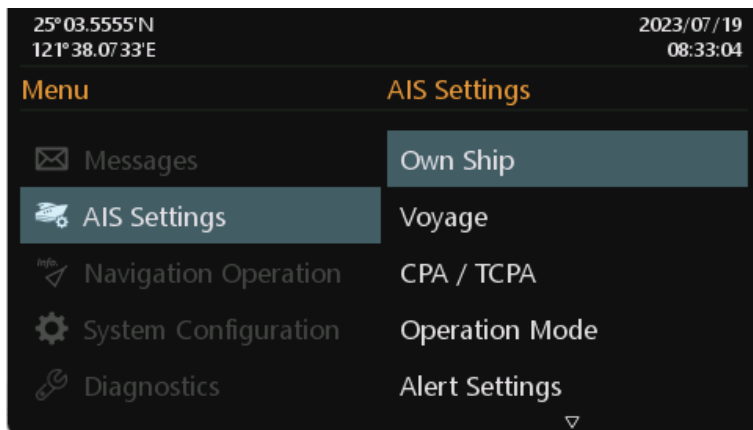 25°03.5555'N
121°38.0733'E
2023/07/19
08:33:04
Menu
Messages
AIS Settings
Info.
Navigation Operation
System Configuration
Diagnostics
AIS Settings
Own Ship
Voyage
CPA / TCPA
Operation Mode
Alert Settings